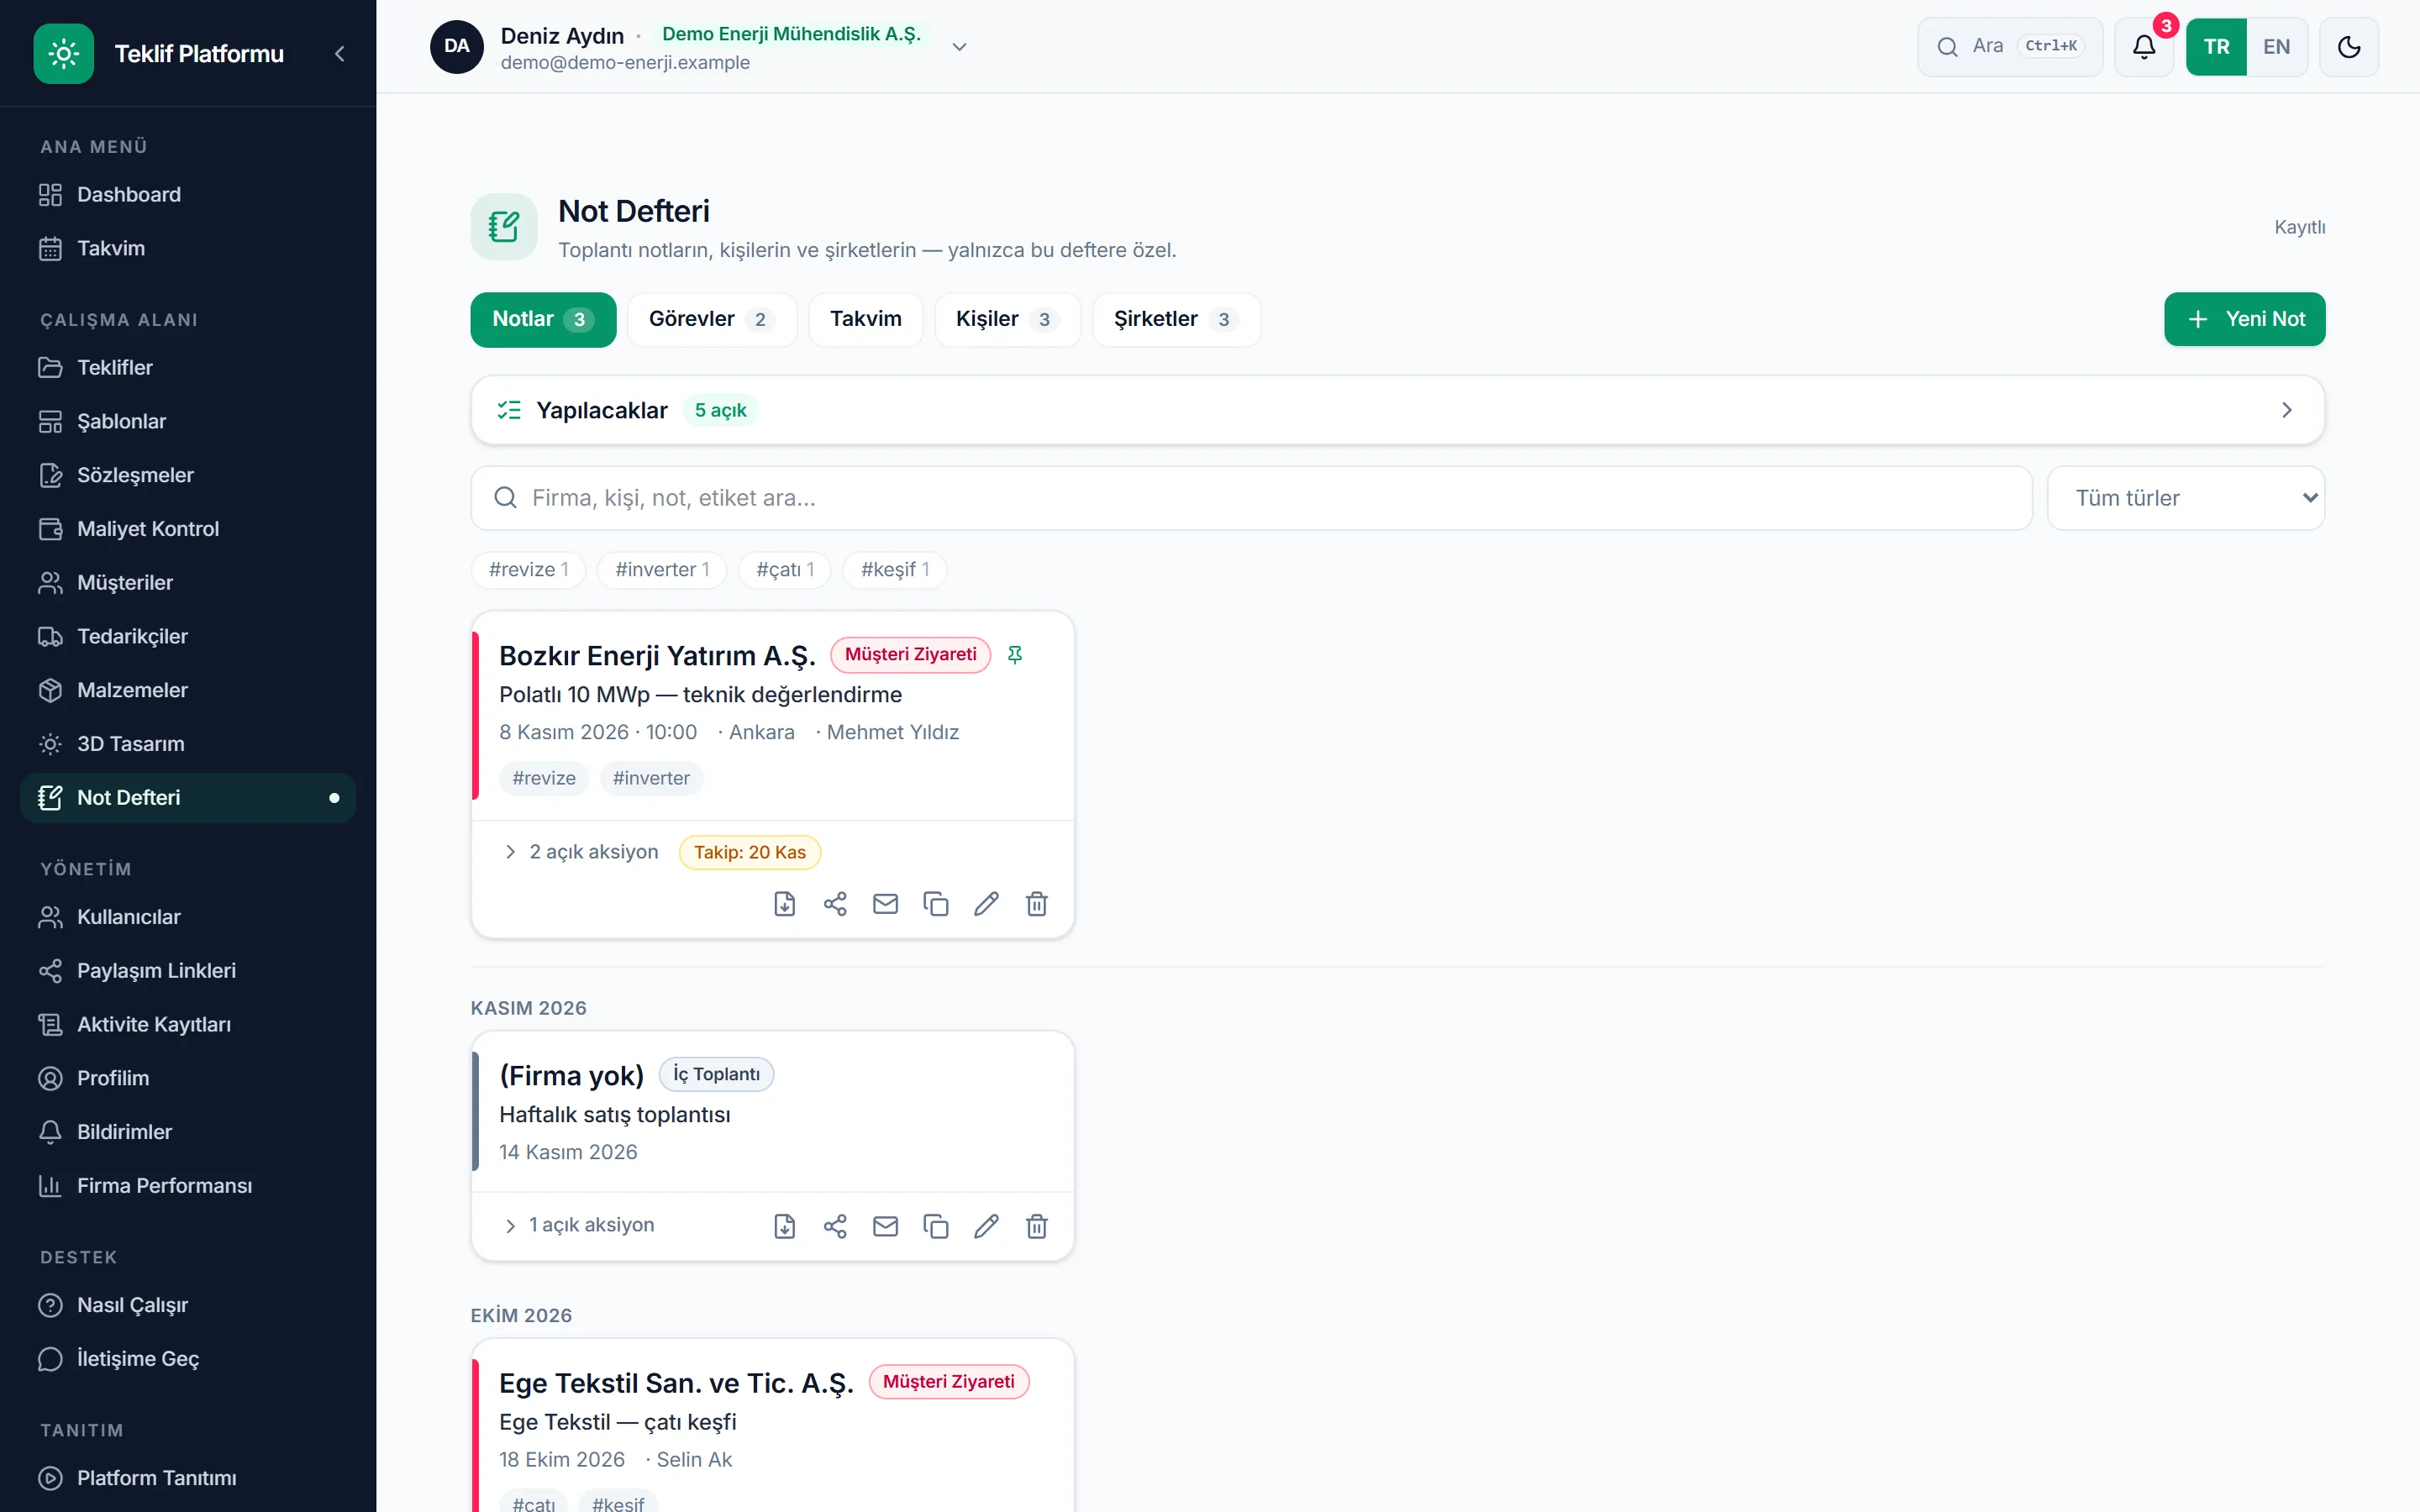 Teklif Platformu
ANA MENÜ
Dashboard
Takvim
ÇALIŞMA ALANI
Teklifler
Şablonlar
Sözleşmeler
Maliyet Kontrol
Müşteriler
Tedarikçiler
Malzemeler
3D Tasarım
Not Defteri
YÖNETİM
Kullanıcılar
Paylaşım Linkleri
Aktivite Kayıtları
Profilim
Bildirimler
Firma Performansı
DESTEK
Nasıl Çalışır
İletişime Geç
TANITIM
Platform Tanıtımı
DA Deniz Aydın · Demo Enerji Mühendislik A.Ş.
demo@demo-enerji.example
Ara Ctrl+K 3 TR EN
Not Defteri
Toplantı notların, kişilerin ve şirketlerin — yalnızca bu deftere özel.
Kayıtlı
Notlar 3 Görevler 2 Takvim Kişiler 3 Şirketler 3
Yeni Not
Yapılacaklar 5 açık
Firma, kişi, not, etiket ara... Tüm türler
#revize 1 #inverter 1 #çatı 1 #keşif 1
Bozkır Enerji Yatırım A.Ş. Müşteri Ziyareti
Polatlı 10 MWp — teknik değerlendirme
8 Kasım 2026 · 10:00 · Ankara · Mehmet Yıldız
#revize #inverter
2 açık aksiyon Takip: 20 Kas
KASIM 2026
(Firma yok) İç Toplantı
Haftalık satış toplantısı
14 Kasım 2026
1 açık aksiyon
EKİM 2026
Ege Tekstil San. ve Tic. A.Ş. Müşteri Ziyareti
Ege Tekstil — çatı keşfi
18 Ekim 2026 · Selin Ak
#çatı #keşif